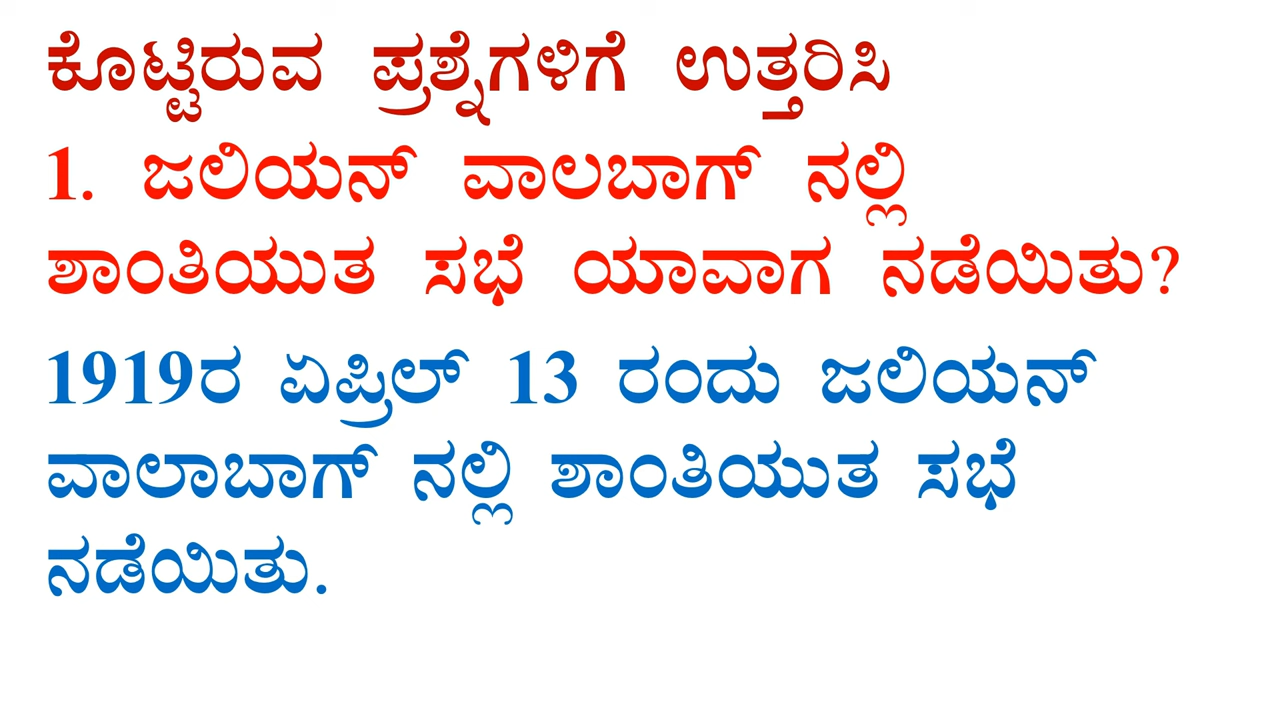 ಕೊಟ್ಟಿರುವ ಪ್ರಶ್ನೆಗಳಿಗೆ ಉತ್ತರಿಸಿ
1. ಜಲಿಯನ್ ವಾಲಬಾಗ್ ನಲ್ಲಿ
ಶಾಂತಿಯುತ ಸಭೆ ಯಾವಾಗ ನಡೆಯಿತು?
1919ರ ಏಪ್ರಿಲ್ 13 ರಂದು ಜಲಿಯನ್
ವಾಲಾಬಾಗ್ ನಲ್ಲಿ ಶಾಂತಿಯುತ ಸಭೆ
ನಡೆಯಿತು.